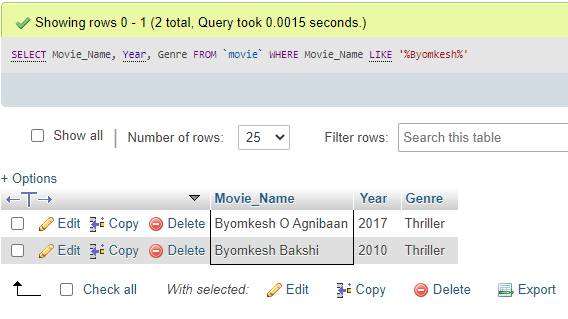 Showing rows 0 - 1 (2 total, Query took 0.0015 seconds.)
SELECT Movie_Name, Year, Genre FROM `movie` WHERE Movie_Name LIKE '%Byomkesh%'
Show all | Number of rows: 25 Filter rows: Search this table
+ Options
Movie_Name Year Genre
Edit Copy Delete Byomkesh O Agnibaan 2017 Thriller
Edit Copy Delete Byomkesh Bakshi 2010 Thriller
Check all With selected: Edit Copy Delete Export